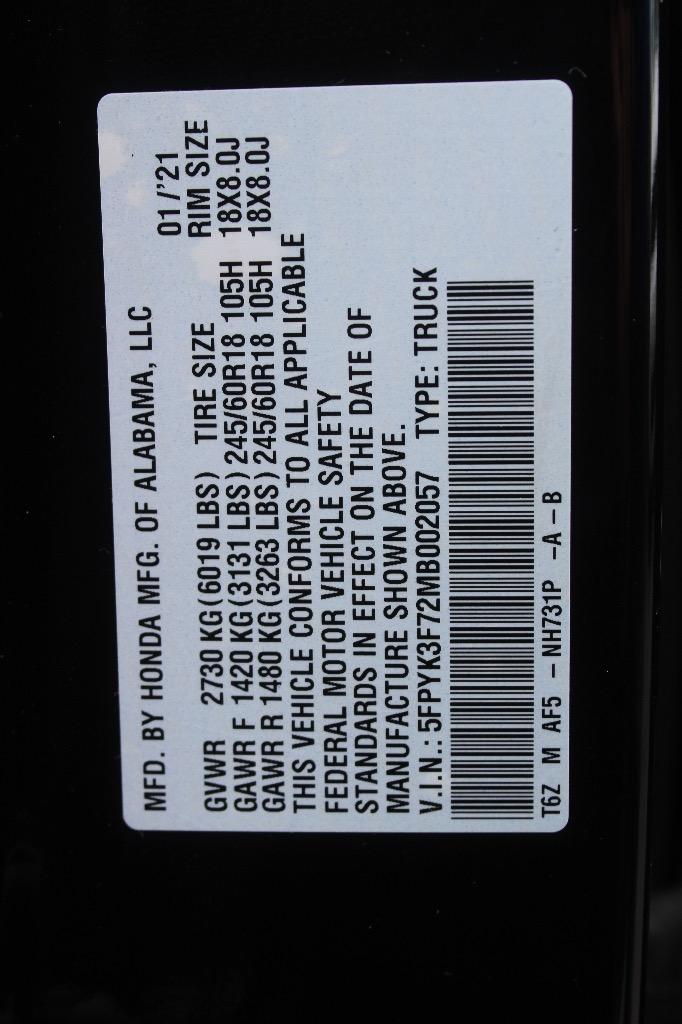 MFD. BY HONDA MFG. OF ALABAMA, LLC 01/'21
GVWR 2730 KG(6019 LBS) TIRE SIZE RIM SIZE
GAWR F 1420 KG(3131 LBS) 245/60R18 105H 18X8.0J
GAWR R 1480 KG(3263 LBS) 245/60R18 105H 18X8.0J
THIS VEHICLE CONFORMS TO ALL APPLICABLE
FEDERAL MOTOR VEHICLE SAFETY
STANDARDS IN EFFECT ON THE DATE OF
MANUFACTURE SHOWN ABOVE.
V.I.N.: 5FPYK3F72MB002057 TYPE: TRUCK
T6Z M AF5 - NH731P -A - B